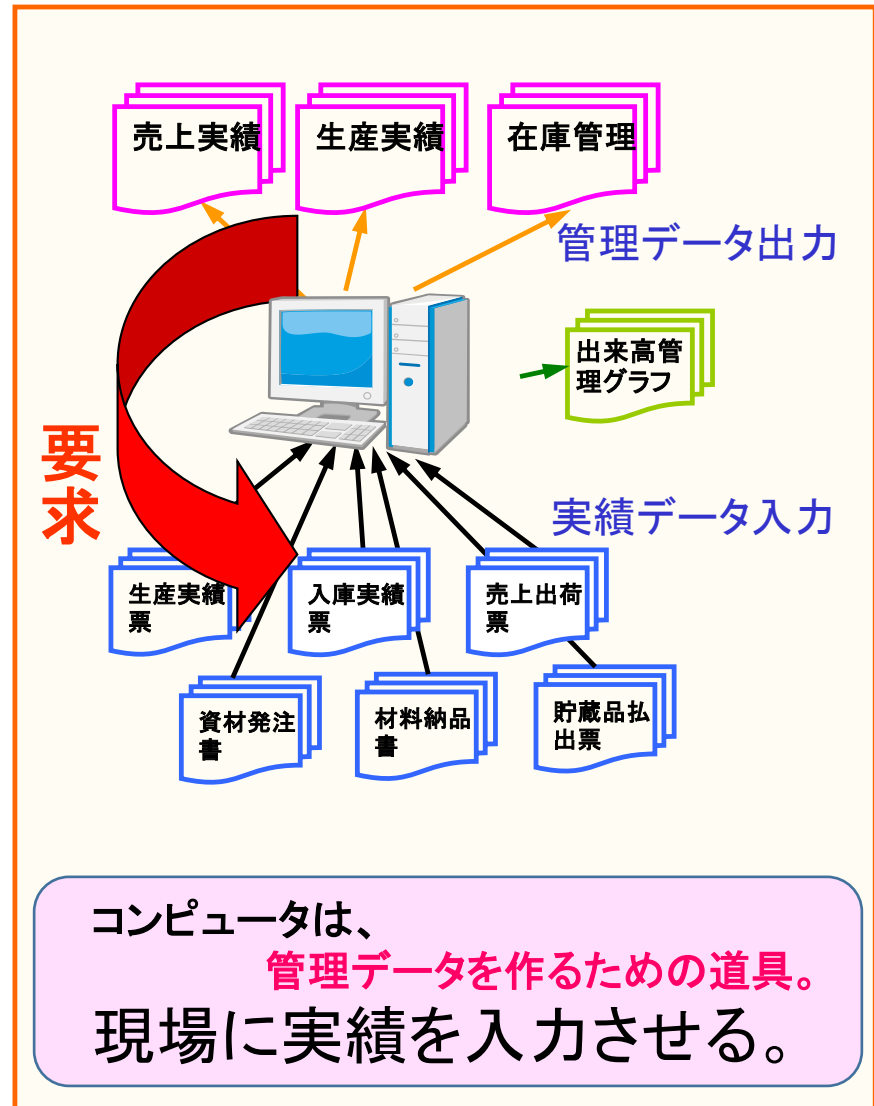 売上実績
生産実績
在庫管理
管理データ出力
出来高管
理グラフ
要
求
実績データ入力
生産実績
票
入庫実績
票
売上出荷
票
資材発注
書
材料納品
書
貯蔵品払
出票
コンピュータは、
管理データを作るための道具。
現場に実績を入力させる。